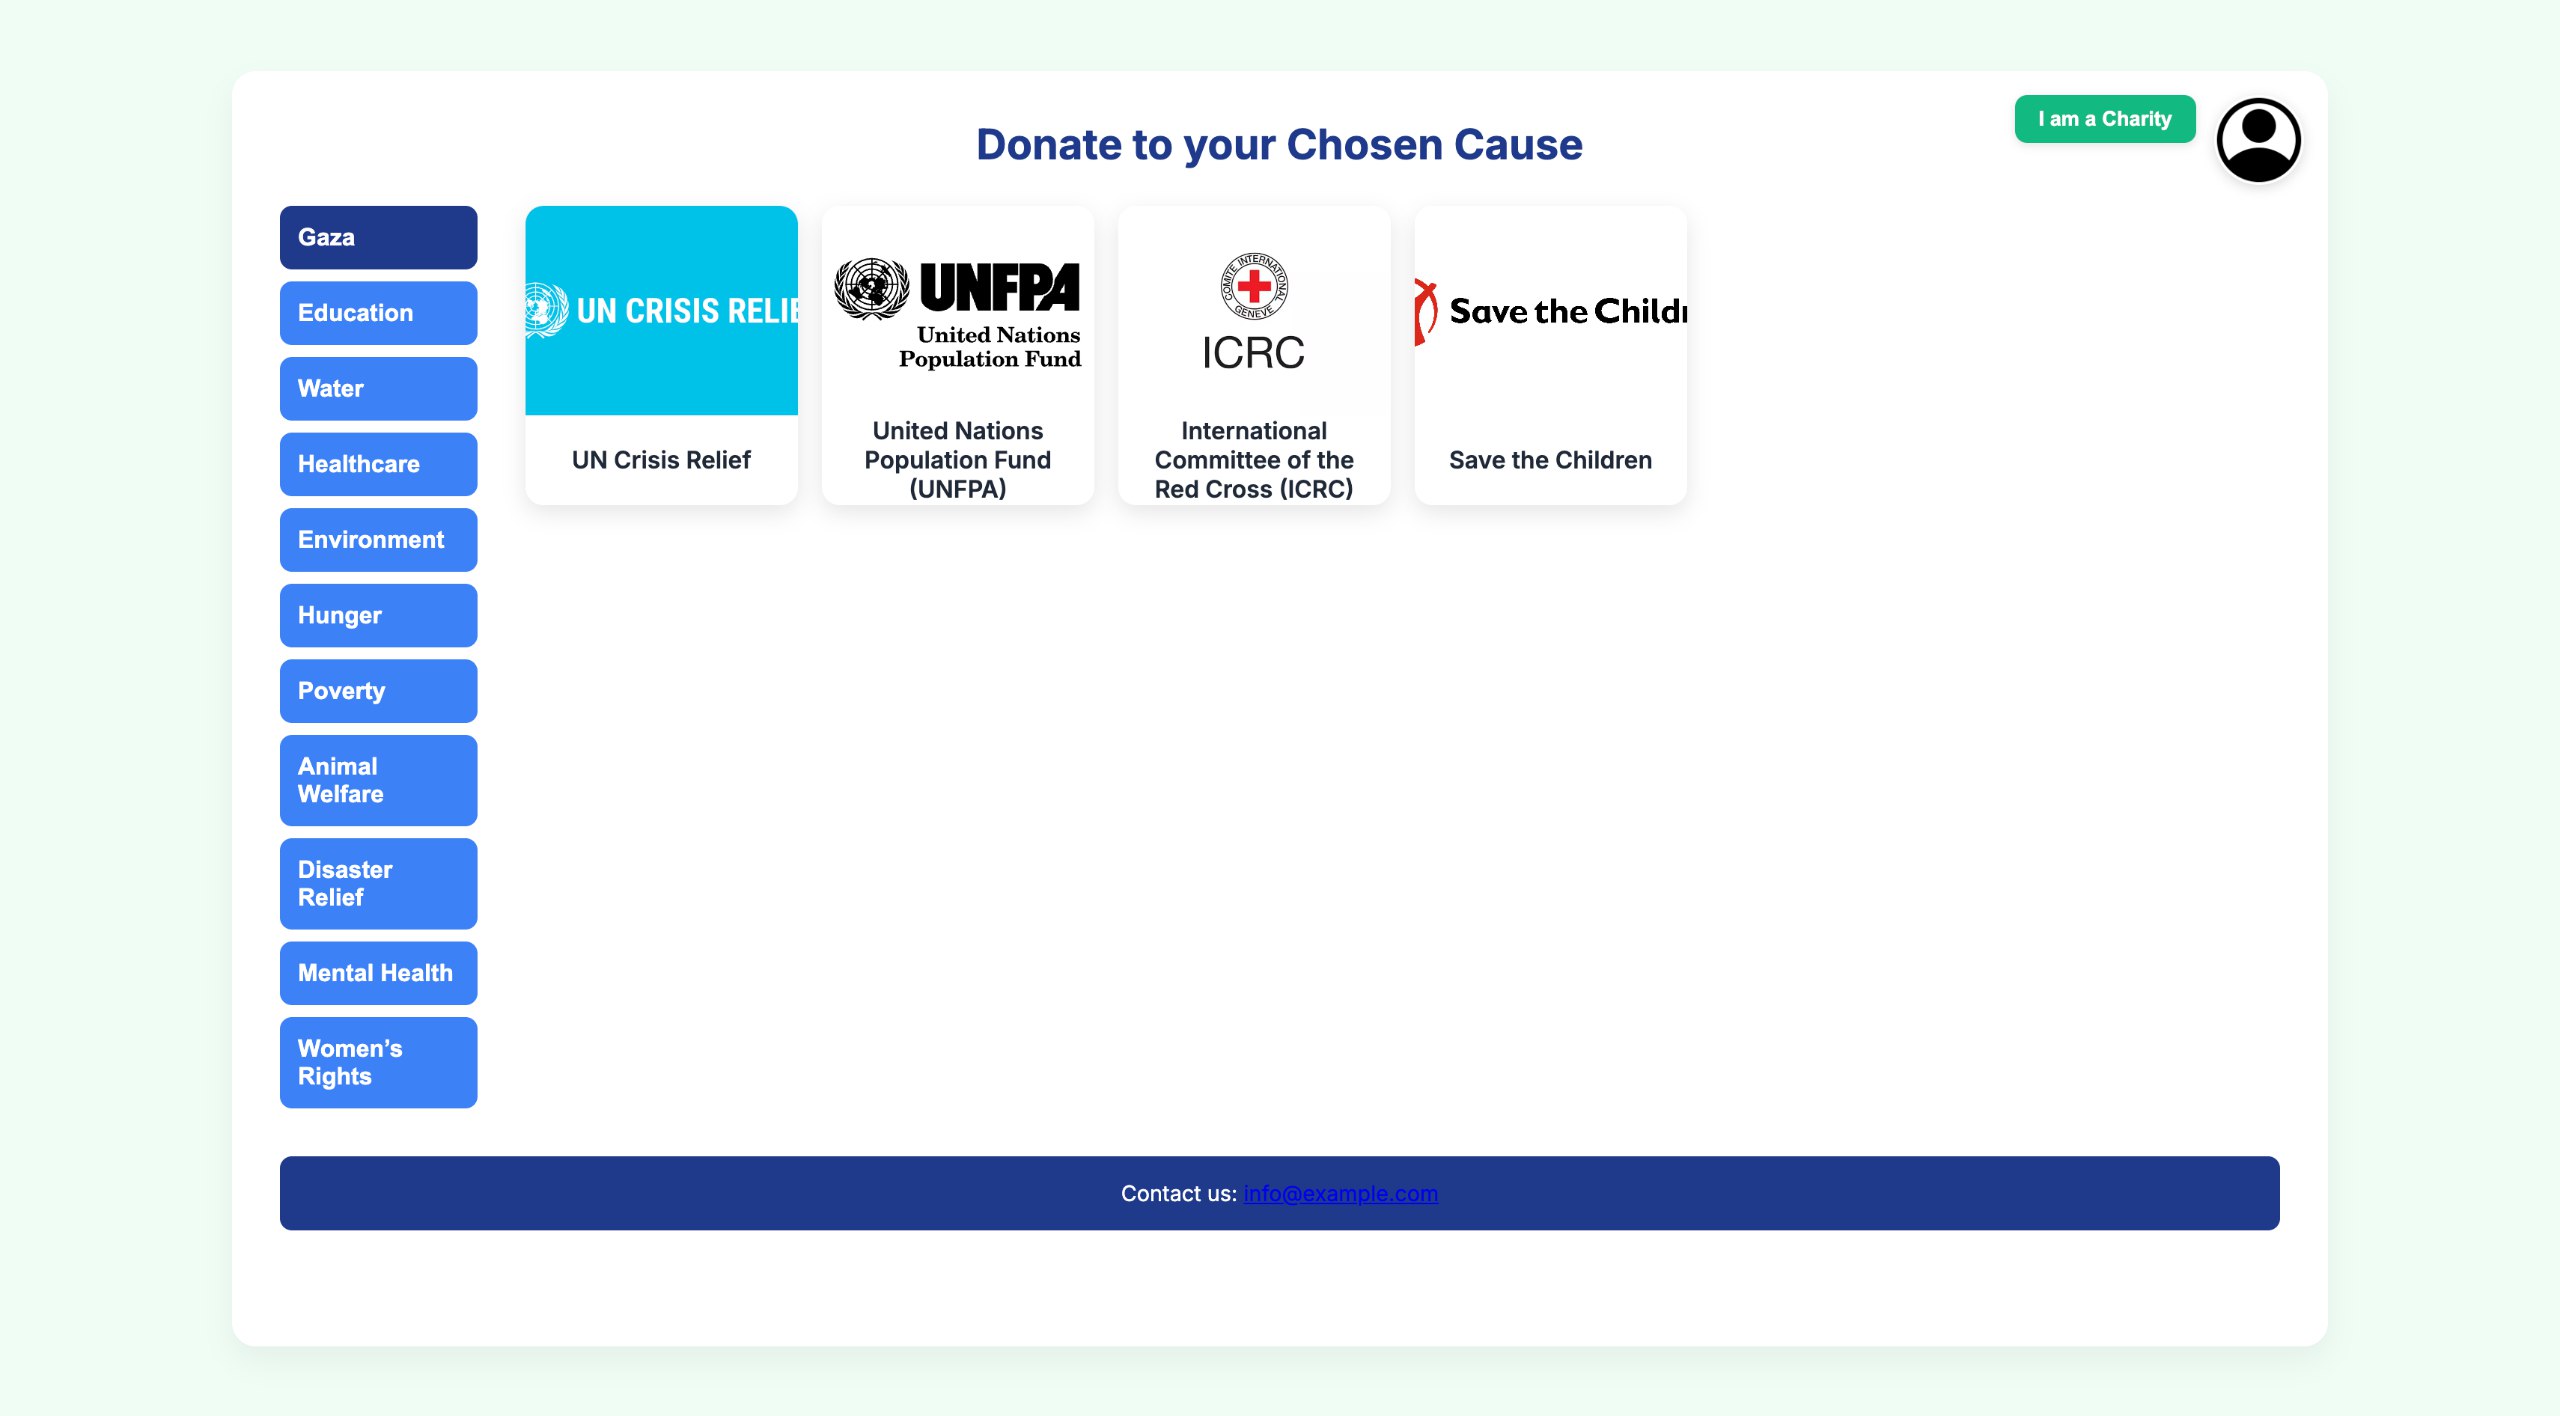 I am a Charity
Donate to your Chosen Cause
Gaza
Education
Water
Healthcare
Environment
Hunger
Poverty
Animal
Welfare
Disaster
Relief
Mental Health
Women’s
Rights
UN CRISIS RELIE
UN Crisis Relief
UNFPA
United Nations
Population Fund
United Nations
Population Fund
(UNFPA)
COMITE INTERNATIONAL
GENEVE
ICRC
International
Committee of the
Red Cross (ICRC)
Save the Childr
Save the Children
Contact us: info@example.com